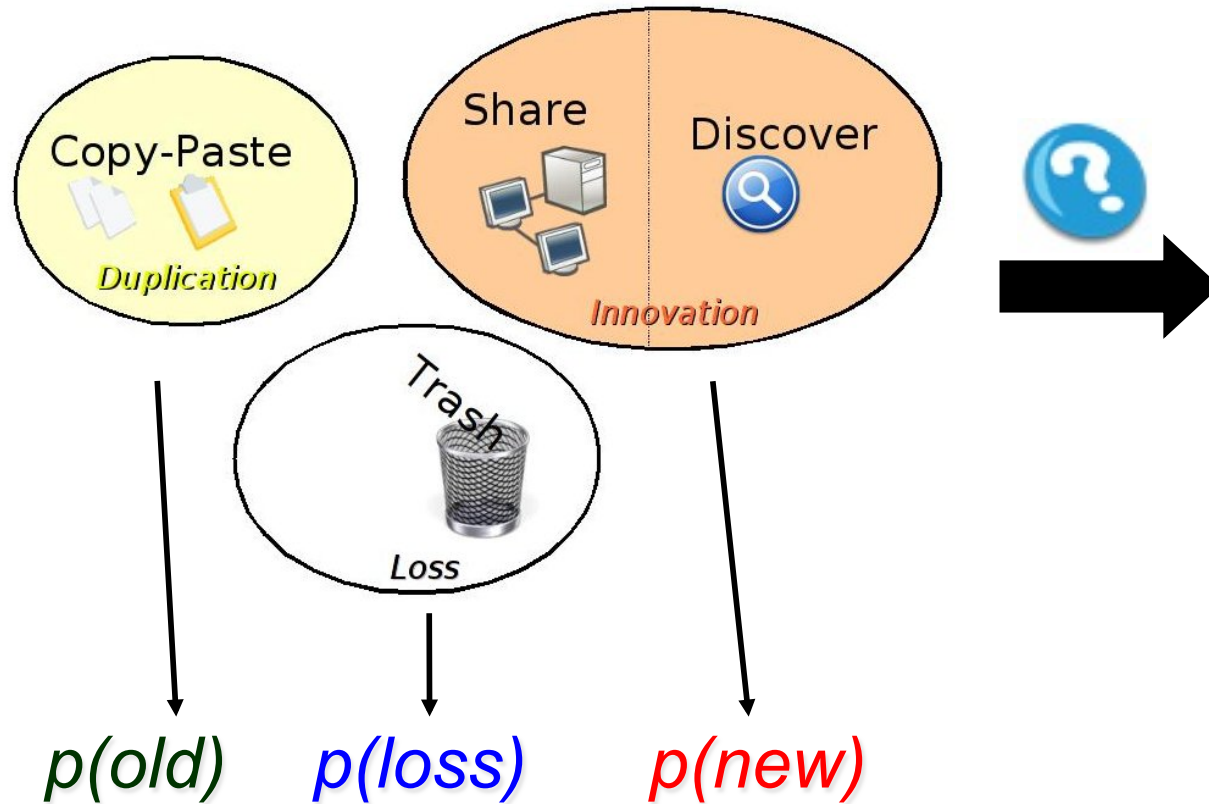 Copy-Paste
Duplication
Share
Discover
Innovation
?
Trash
Loss
p(old) p(loss) p(new)